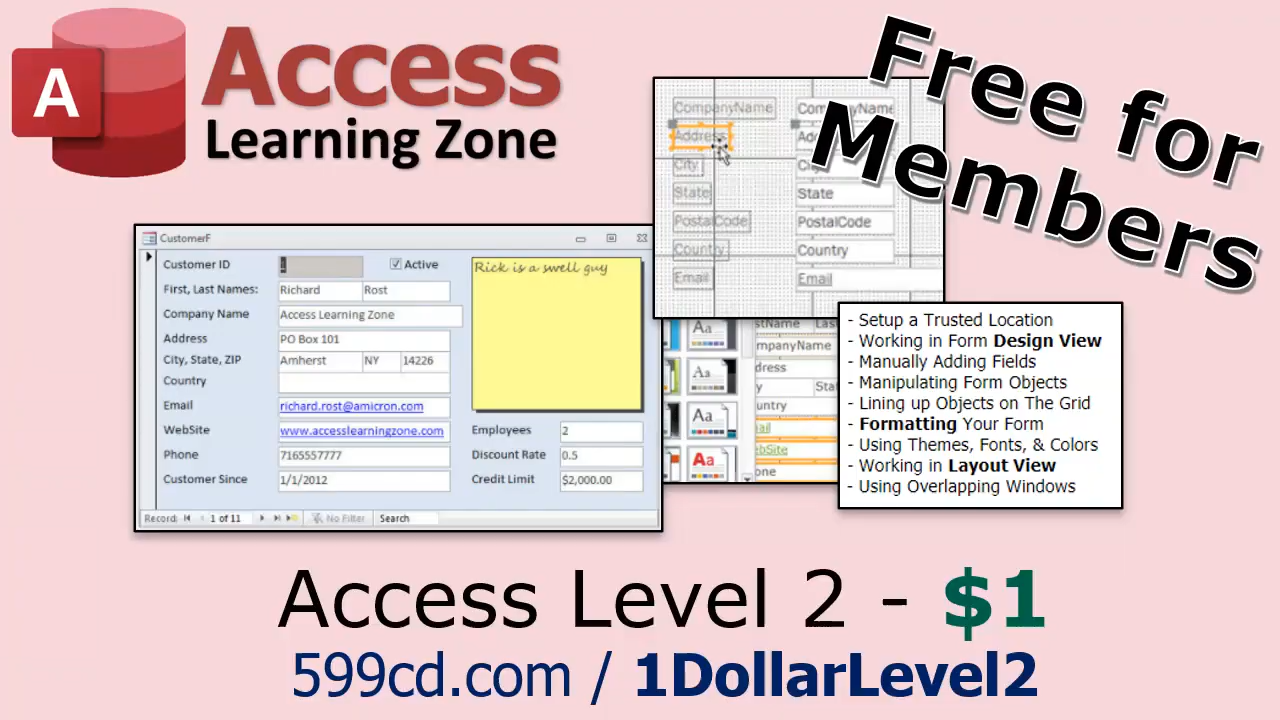 A
Access
Learning Zone
Free for
Members
CompanyName CompanyName
Address
City
State State
PostalCode PostalCode
Country Country
Email Email
CustomerF
Customer ID Active
First, Last Names: Richard Rost
Company Name Access Learning Zone
Address PO Box 101
City, State, ZIP Amherst NY 14226
Country
Email richard.rost@amicron.com
WebSite www.accesslearningzone.com
Phone 7165557777
Customer Since 1/1/2012
Rick is a swell guy
Employees 2
Discount Rate 0.5
Credit Limit $2,000.00
Record: 1 of 11 No Filter Search
Aa
Aa
Aa
Aa
- Setup a Trusted Location
- Working in Form Design View
- Manually Adding Fields
- Manipulating Form Objects
- Lining up Objects on The Grid
- Formatting Your Form
- Using Themes, Fonts, & Colors
- Working in Layout View
- Using Overlapping Windows
Access Level 2 - $1
599cd.com / 1DollarLevel2